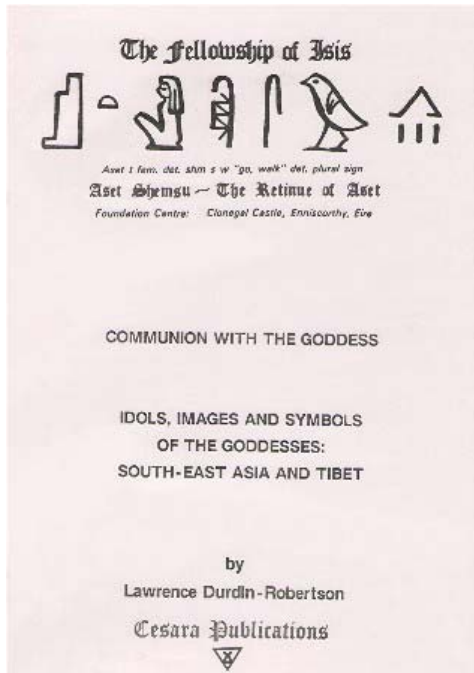 The Fellowship of Isis
Aset s fem. det. shm s w "go, walk" det. plural sign
Aset Shemsu ~ The Retinue of Aset
Foundation Centre: Clonegal Castle, Enniscorthy, Eire
COMMUNION WITH THE GODDESS
IDOLS, IMAGES AND SYMBOLS
OF THE GODDESSES:
SOUTH-EAST ASIA AND TIBET
by
Lawrence Durdin-Robertson
Cesara Publications